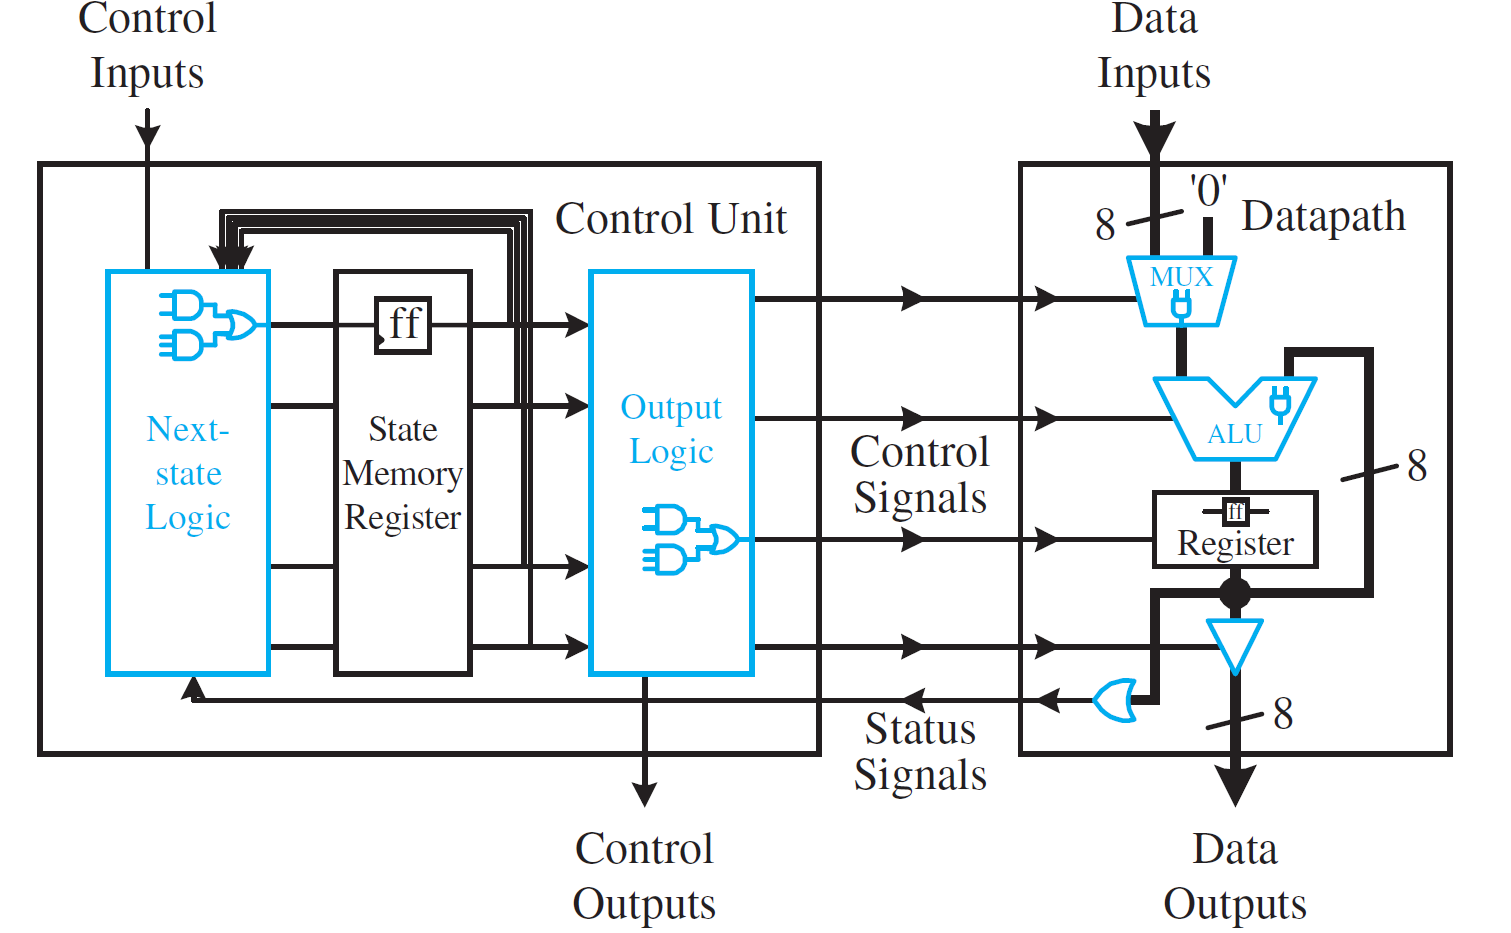 Control
Inputs
Data
Inputs
Control Unit
'0'
8
Datapath
MUX
ff
Next-
state
Logic
State
Memory
Register
Output
Logic
ALU
Control
Signals
8
ff
Register
Status
Signals
8
Control
Outputs
Data
Outputs